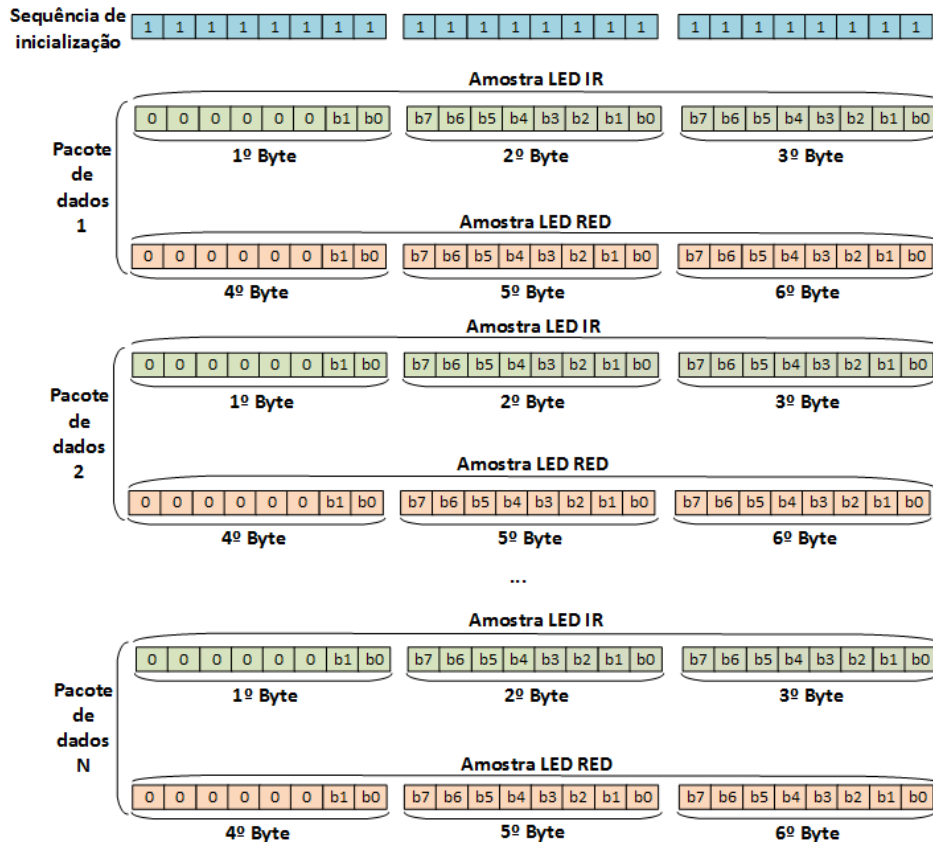 Sequência de
inicialização
1 1 1 1 1 1 1 1 1 1 1 1 1 1 1 1 1 1 1 1 1 1 1 1
Amostra LED IR
0 0 0 0 0 0 b1 b0 b7 b6 b5 b4 b3 b2 b1 b0 b7 b6 b5 b4 b3 b2 b1 b0
1º Byte 2º Byte 3º Byte
Pacote
de
dados
1
Amostra LED RED
0 0 0 0 0 0 b1 b0 b7 b6 b5 b4 b3 b2 b1 b0 b7 b6 b5 b4 b3 b2 b1 b0
4º Byte 5º Byte 6º Byte
Amostra LED IR
0 0 0 0 0 0 b1 b0 b7 b6 b5 b4 b3 b2 b1 b0 b7 b6 b5 b4 b3 b2 b1 b0
1º Byte 2º Byte 3º Byte
Pacote
de
dados
2
Amostra LED RED
0 0 0 0 0 0 b1 b0 b7 b6 b5 b4 b3 b2 b1 b0 b7 b6 b5 b4 b3 b2 b1 b0
4º Byte 5º Byte 6º Byte
...
Amostra LED IR
0 0 0 0 0 0 b1 b0 b7 b6 b5 b4 b3 b2 b1 b0 b7 b6 b5 b4 b3 b2 b1 b0
1º Byte 2º Byte 3º Byte
Pacote
de
dados
N
Amostra LED RED
0 0 0 0 0 0 b1 b0 b7 b6 b5 b4 b3 b2 b1 b0 b7 b6 b5 b4 b3 b2 b1 b0
4º Byte 5º Byte 6º Byte